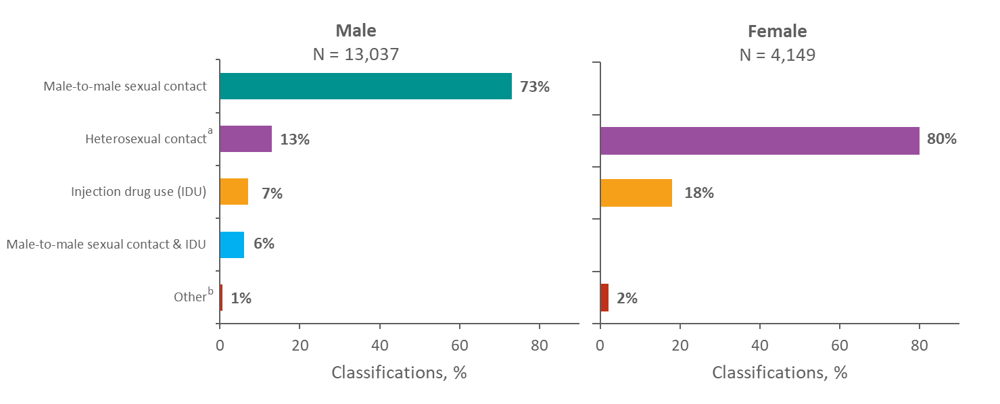 Male
N = 13,037
Female
N = 4,149
Male-to-male sexual contact
73%
Heterosexual contact a
13%
80%
Injection drug use (IDU)
7%
18%
Male-to-male sexual contact & IDU
6%
Other b
1%
2%
0 20 40 60 80
0 20 40 60 80
Classifications, %
Classifications, %